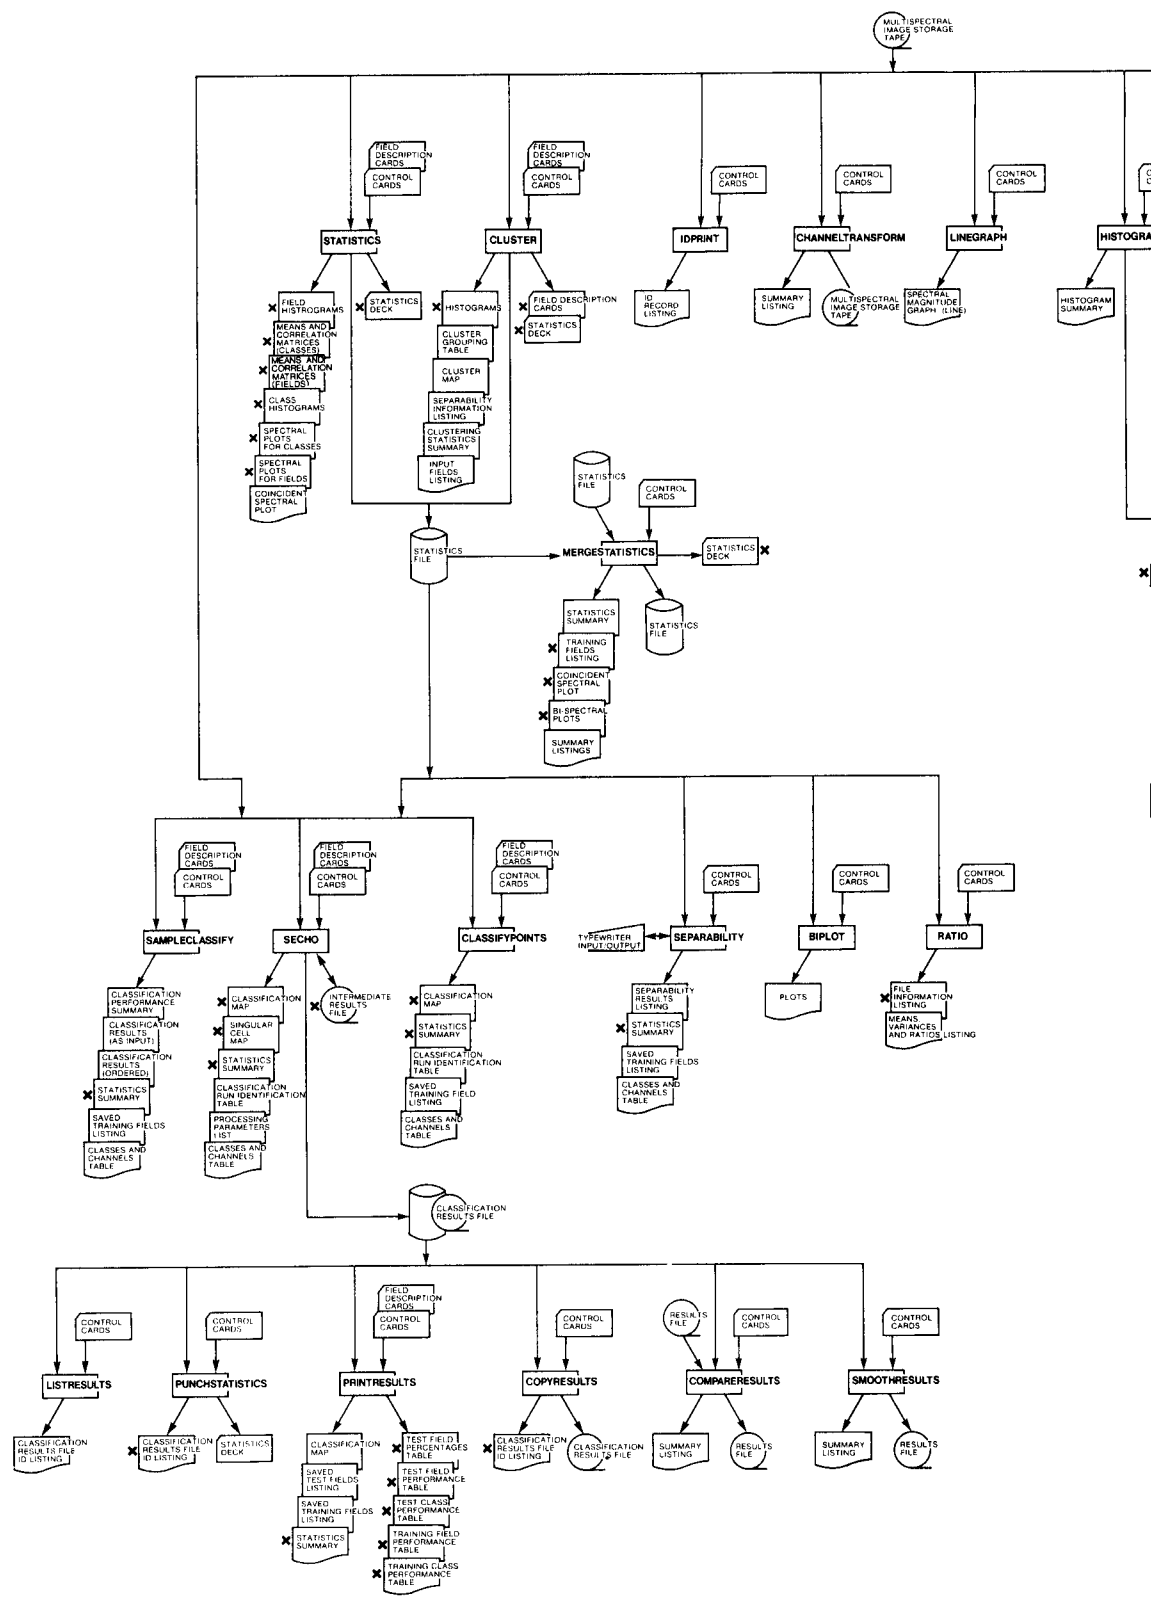 MULTISPECTRAL
IMAGE STORAGE
TAPE
FIELD
DESCRIPTION
CARDS
CONTROL
CARDS
FIELD
DESCRIPTION
CARDS
CONTROL
CARDS
CONTROL
CARDS
CONTROL
CARDS
CONTROL
CARDS
STATISTICS
CLUSTER
IDPRINT
CHANNELTRANSFORM
LINEGRAPH
HISTOGRA
X FIELD
HISTROGRAMS
X MEANS AND
CORRELATION
MATRICES
(CLASSES)
X MEANS AND
CORRELATION
MATRICES
(FIELDS)
X CLASS
HISTOGRAMS
X SPECTRAL
PLOTS
FOR CLASSES
X SPECTRAL
PLOTS
FOR FIELDS
COINCIDENT
SPECTRAL
PLOT
X STATISTICS
DECK
X HISTOGRAMS
CLUSTER
GROUPING
TABLE
CLUSTER
MAP
SEPARABILITY
INFORMATION
LISTING
CLUSTERING
STATISTICS
SUMMARY
INPUT
FIELDS
LISTING
X FIELD DESCRIPTION
CARDS
X STATISTICS
DECK
ID
RECORD
LISTING
SUMMARY
LISTING
MULTISPECTRAL
IMAGE STORAGE
TAPE
SPECTRAL
MAGNITUDE
GRAPH (LINE)
HISTOGRAM
SUMMARY
STATISTICS
FILE
CONTROL
CARDS
STATISTICS
FILE
MERGESTATISTICS
STATISTICS
DECK X
X
STATISTICS
SUMMARY
X TRAINING
FIELDS
LISTING
X COINCIDENT
SPECTRAL
PLOT
X BI-SPECTRAL
PLOTS
SUMMARY
LISTINGS
STATISTICS
FILE
FIELD
DESCRIPTION
CARDS
CONTROL
CARDS
FIELD
DESCRIPTION
CARDS
CONTROL
CARDS
FIELD
DESCRIPTION
CARDS
CONTROL
CARDS
CONTROL
CARDS
CONTROL
CARDS
CONTROL
CARDS
SAMPLECLASSIFY
SECHO
CLASSIFYPOINTS
TYPEWRITER
INPUT/OUTPUT
SEPARABILITY
BIPLOT
RATIO
CLASSIFICATION
PERFORMANCE
SUMMARY
CLASSIFICATION
RESULTS
(AS INPUT)
CLASSIFICATION
RESULTS
(ORDERED)
X STATISTICS
SUMMARY
SAVED
TRAINING FIELDS
LISTING
CLASSES AND
CHANNELS
TABLE
X CLASSIFICATION
MAP
X SINGULAR
CELL
MAP
X STATISTICS
SUMMARY
CLASSIFICATION
RUN IDENTIFICATION
TABLE
PROCESSING
PARAMETERS
LIST
CLASSES AND
CHANNELS
TABLE
X INTERMEDIATE
RESULTS
FILE
X CLASSIFICATION
MAP
X STATISTICS
SUMMARY
CLASSIFICATION
RUN IDENTIFICATION
TABLE
SAVED
TRAINING FIELD
LISTING
CLASSES AND
CHANNELS
TABLE
SEPARABILITY
RESULTS
LISTING
X STATISTICS
SUMMARY
SAVED
TRAINING FIELDS
LISTING
CLASSES AND
CHANNELS
TABLE
PLOTS
X FILE
INFORMATION
LISTING
MEANS,
VARIANCES
AND RATIOS LISTING
CLASSIFICATION
RESULTS FILE
CONTROL
CARDS
CONTROL
CARDS
FIELD
DESCRIPTION
CARDS
CONTROL
CARDS
CONTROL
CARDS
RESULTS
FILE
CONTROL
CARDS
CONTROL
CARDS
LISTRESULTS
PUNCHSTATISTICS
PRINTRESULTS
COPYRESULTS
COMPARERESULTS
SMOOTHRESULTS
CLASSIFICATION
RESULTS FILE
ID LISTING
X CLASSIFICATION
RESULTS FILE
ID LISTING
STATISTICS
DECK
CLASSIFICATION
MAP
SAVED
TEST FIELDS
LISTING
SAVED
TRAINING FIELDS
LISTING
X STATISTICS
SUMMARY
X TEST FIELD
PERCENTAGES
TABLE
X TEST FIELD
PERFORMANCE
TABLE
X TEST CLASS
PERFORMANCE
TABLE
X TRAINING FIELD
PERFORMANCE
TABLE
X TRAINING CLASS
PERFORMANCE
TABLE
X CLASSIFICATION
RESULTS FILE
ID LISTING
CLASSIFICATION
RESULTS FILE
SUMMARY
LISTING
RESULTS
FILE
SUMMARY
LISTING
RESULTS
FILE